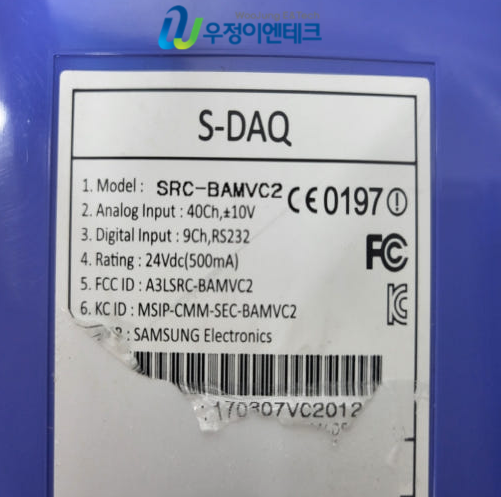 우정이엔테크
S-DAQ
1. Model : SRC-BAMVC2
2. Analog Input : 40Ch,±10V
3. Digital Input : 9Ch,RS232
4. Rating : 24Vdc(500mA)
5. FCC ID : A3LSRC-BAMVC2
6. KC ID : MSIP-CMM-SEC-BAMVC2
: SAMSUNG Electronics
CE0197
FC
170307VC2012